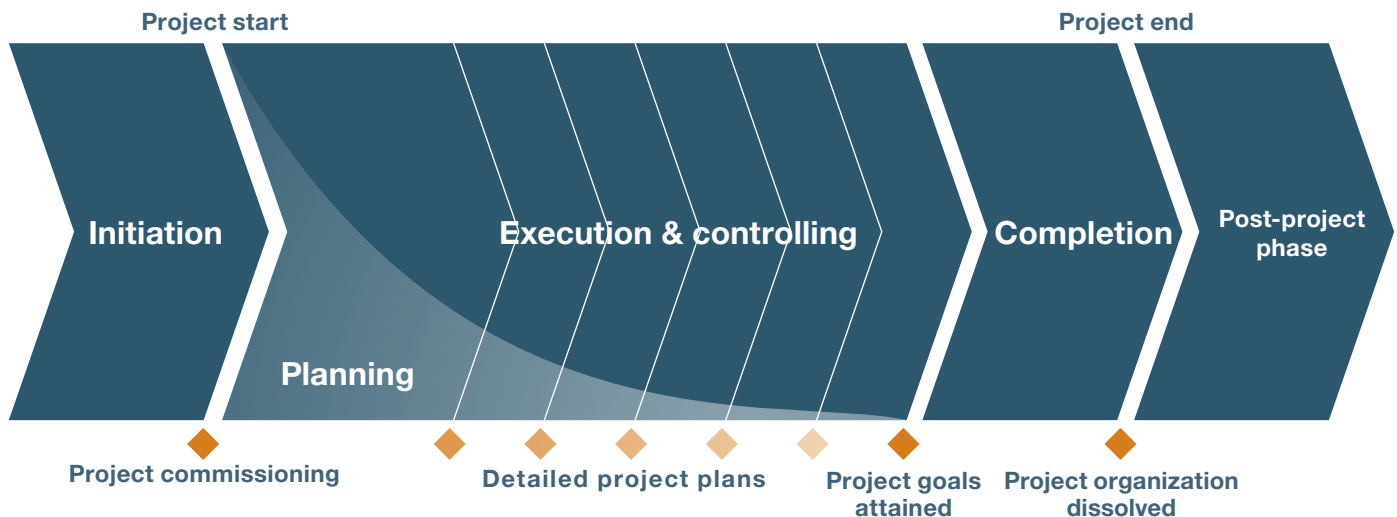 Project start
Project end
Initiation
Execution & controlling
Completion
Post-project
phase
Planning
Project commissioning
Detailed project plans
Project goals
attained
Project organization
dissolved